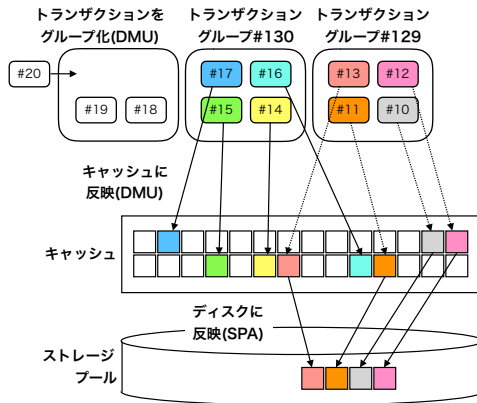 トランザクションを
グループ化(DMU)
トランザクション
グループ#130
トランザクション
グループ#129
#20
#19
#18
#17
#16
#15
#14
#13
#12
#11
#10
キャッシュに
反映(DMU)
キャッシュ
ディスクに
反映(SPA)
ストレージ
プール